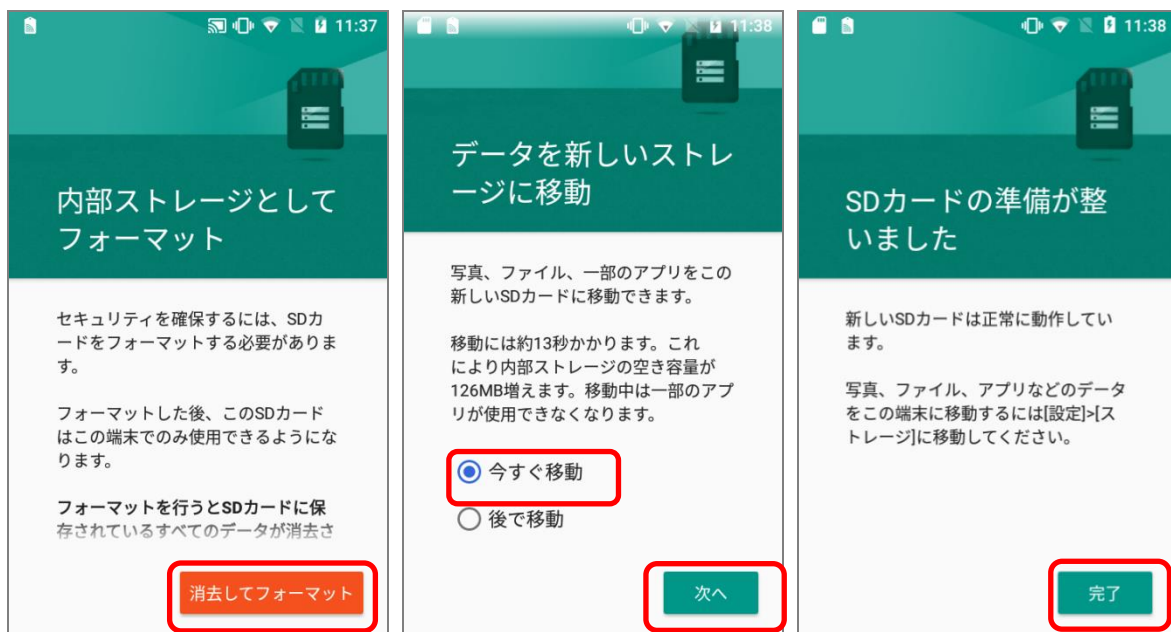 11:37
内部ストレージとして
フォーマット
セキュリティを確保するには、SDカ
ードをフォーマットする必要がありま
す。
フォーマットした後、このSDカード
はこの端末でのみ使用できるようにな
ります。
フォーマットを行うとSDカードに保
存されているすべてのデータが消去さ
消去してフォーマット
11:38
データを新しいストレ
ージに移動
写真、ファイル、一部のアプリをこの
新しいSDカードに移動できます。
移動には約13秒かかります。これ
により内部ストレージの空き容量が
126MB増えます。移動中は一部のアプ
リが使用できなくなります。
今すぐ移動
後で移動
次へ
11:38
SDカードの準備が整
いました
新しいSDカードは正常に動作してい
ます。
写真、ファイル、アプリなどのデータ
をこの端末に移動するには[設定]>[ス
トレージ]に移動してください。
完了